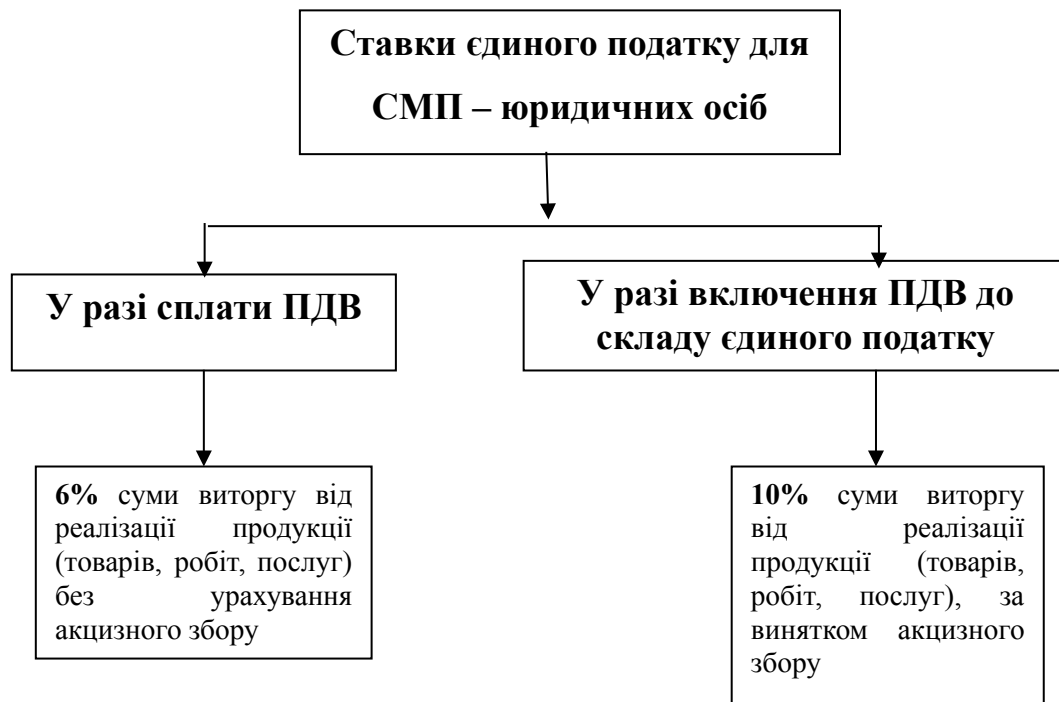 Ставки єдиного податку для
СМП – юридичних осіб
У разі сплати ПДВ
У разі включення ПДВ до
складу єдиного податку
6% суми виторгу від
реалізації продукції
(товарів, робіт, послуг)
без урахування
акцизного збору
10% суми виторгу
від реалізації
продукції (товарів,
робіт, послуг), за
винятком акцизного
збору